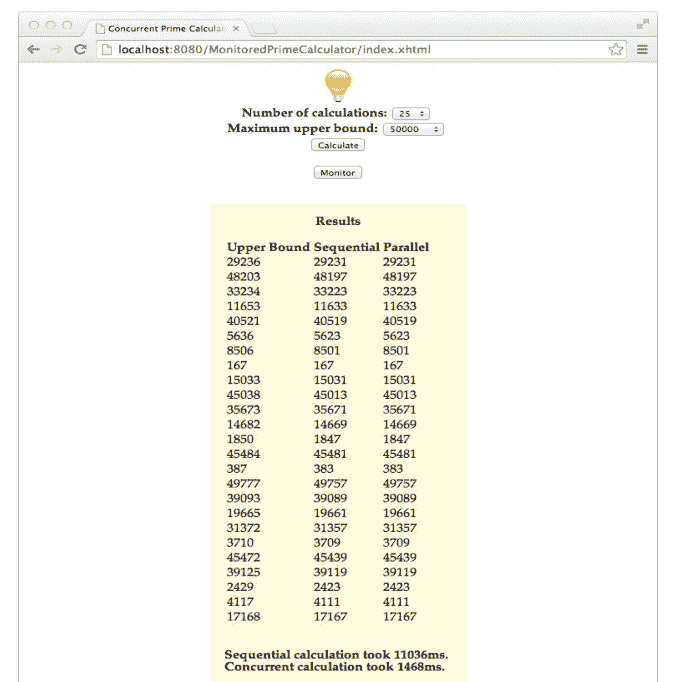 Concurrent Prime Calculat
localhost:8080/MonitoredPrimeCalculator/index.xhtml
Number of calculations: 25
Maximum upper bound: 50000
Calculate
Monitor
Results
Upper Bound Sequential Parallel
29236 29231 29231
48203 48197 48197
33234 33223 33223
11653 11633 11633
40521 40519 40519
5636 5623 5623
8506 8501 8501
167 167 167
15033 15031 15031
45038 45013 45013
35673 35671 35671
14682 14669 14669
1850 1847 1847
45484 45481 45481
387 383 383
49777 49757 49757
39093 39089 39089
19665 19661 19661
31372 31357 31357
3710 3709 3709
45472 45439 45439
39125 39119 39119
2429 2423 2423
4117 4111 4111
17168 17167 17167
Sequential calculation took 11036ms.
Concurrent calculation took 1468ms.